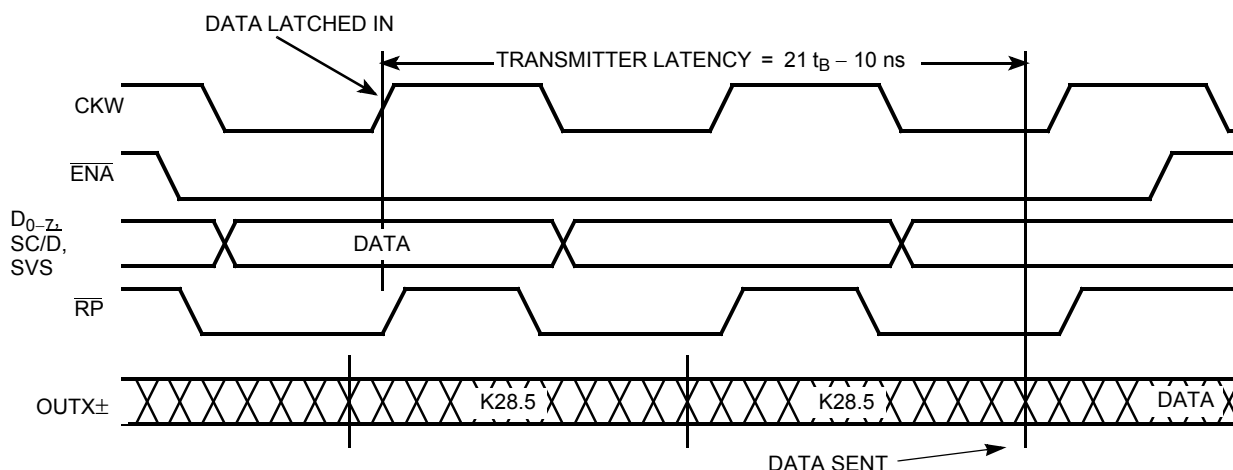 DATA LATCHED IN
TRANSMITTER LATENCY = 21 tB − 10 ns
CKW
ENA
D0–7,
SC/D,
SVS
DATA
RP
OUTX±
K28.5
K28.5
DATA
DATA SENT